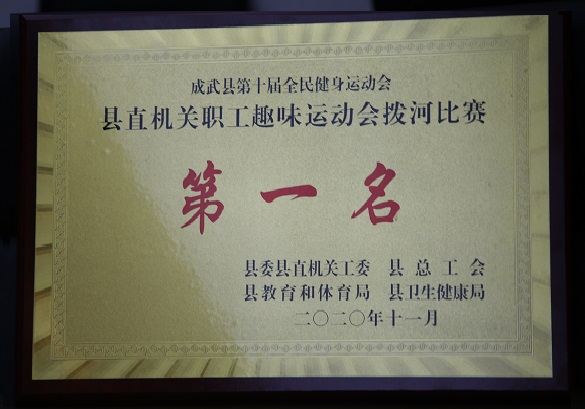 成武县第十届全民健身运动会
县直机关职工趣味运动会拨河比赛
第一名
县委县直机关工委 县总工会
县教育和体育局 县卫生健康局
二〇二〇年十一月